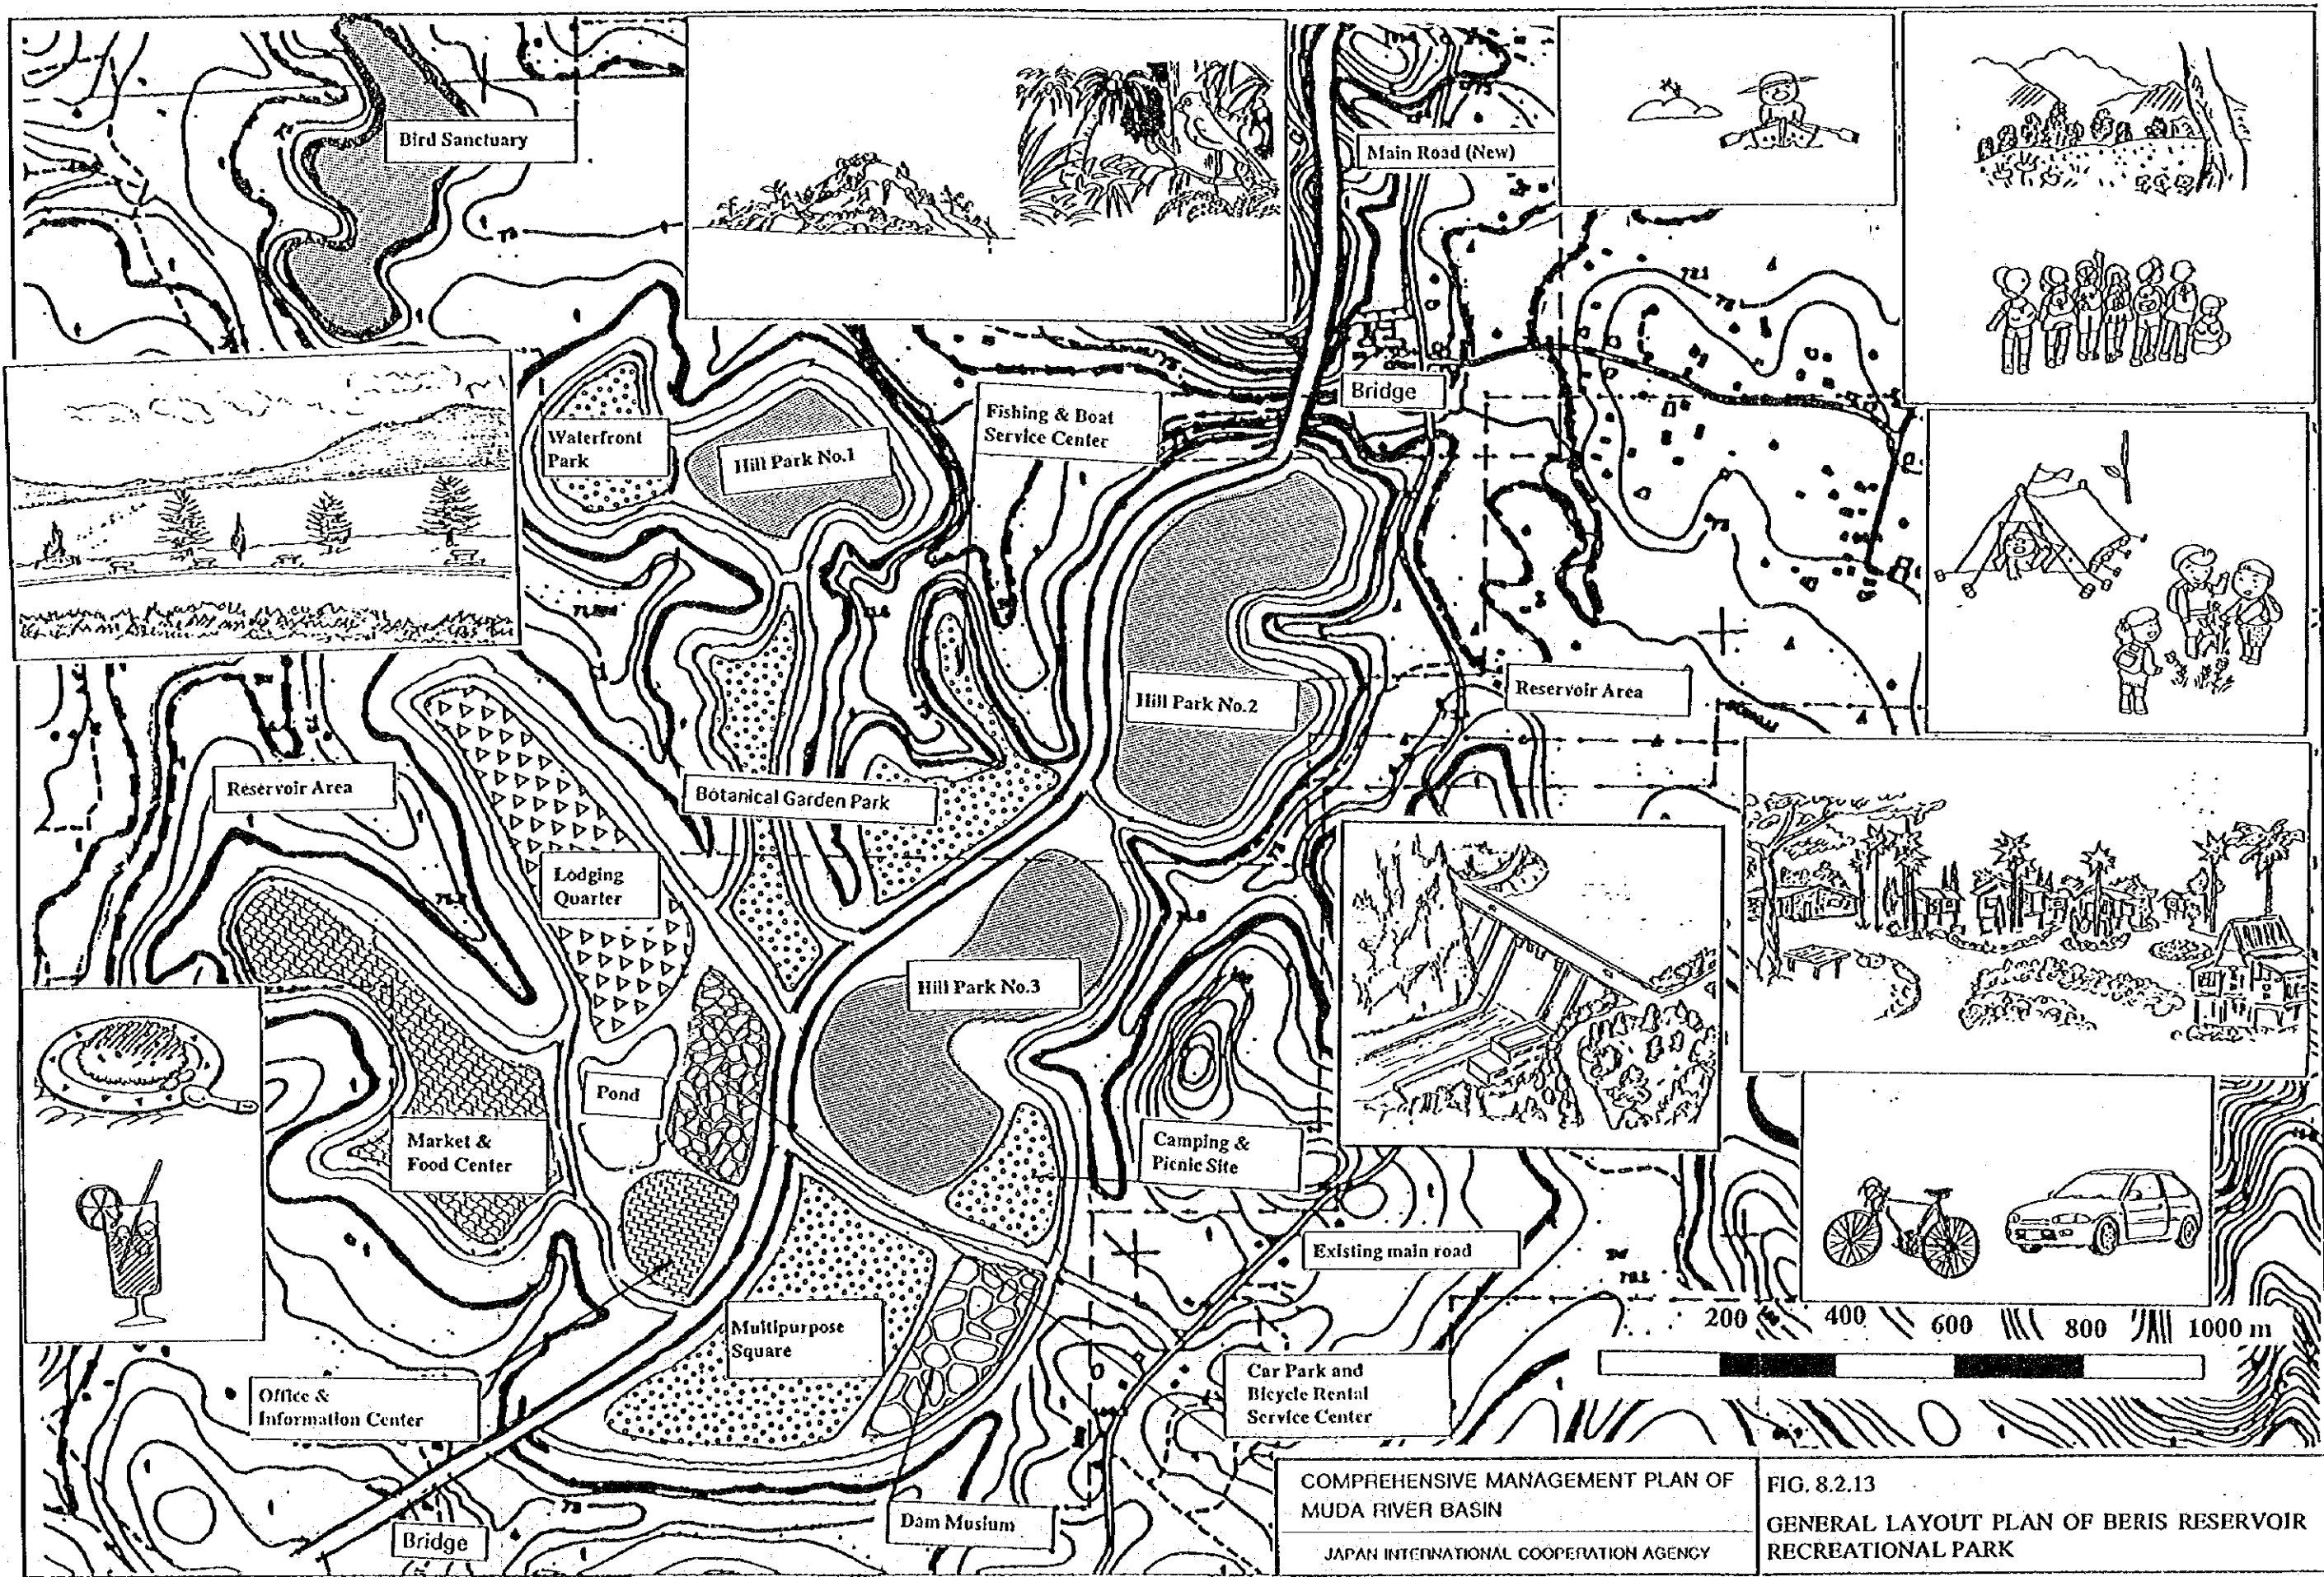 Bird Sanctuary
Main Road (New)
Waterfront
Park
Hill Park No.1
Fishing & Boat
Service Center
Bridge
72.1
73
73
Hill Park No.2
Reservoir Area
Reservoir Area
Botanical Garden Park
Lodging
Quarter
Hill Park No.3
Pond
Market &
Food Center
Camping &
Picnic Site
Existing main road
Multipurpose
Square
Office &
Information Center
Car Park and
Bicycle Rental
Service Center
Dam Musium
Bridge
200 400 600 800 1000 m
COMPREHENSIVE MANAGEMENT PLAN OF
MUDA RIVER BASIN
JAPAN INTERNATIONAL COOPERATION AGENCY
FIG. 8.2.13
GENERAL LAYOUT PLAN OF BERIS RESERVOIR
RECREATIONAL PARK